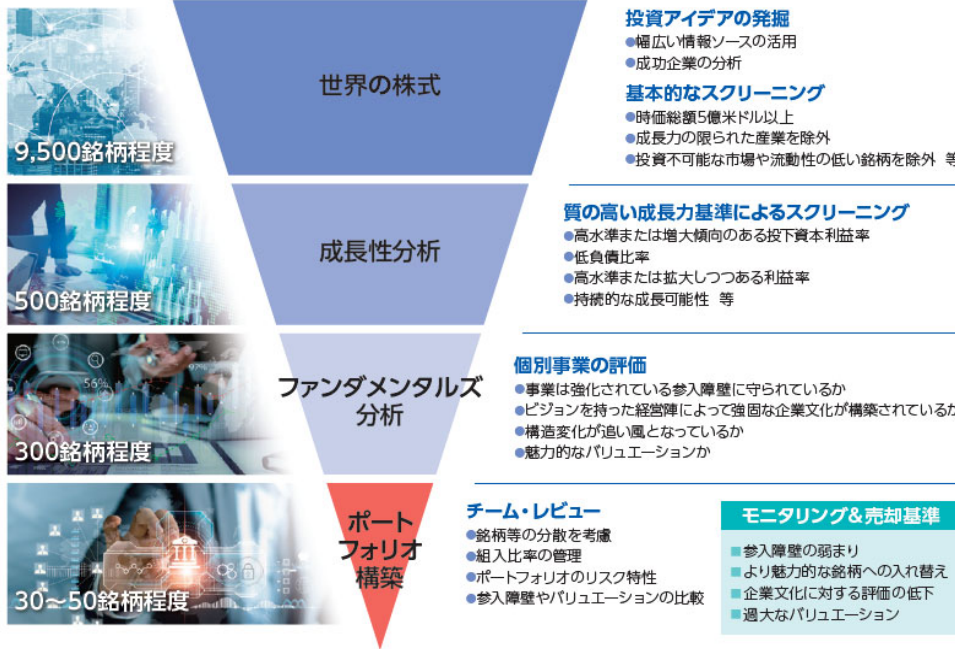 世界の株式
9,500銘柄程度
投資アイデアの発掘
●幅広い情報ソースの活用
●成功企業の分析
基本的なスクリーニング
●時価総額5億米ドル以上
●成長力の限られた産業を除外
●投資不可能な市場や流動性の低い銘柄を除外 等
成長性分析
500銘柄程度
質の高い成長力基準によるスクリーニング
●高水準または増大傾向のある投下資本利益率
●低負債比率
●高水準または拡大しつつある利益率
●持続的な成長可能性 等
56%
ファンダメンタルズ
分析
300銘柄程度
個別事業の評価
●事業は強化されている参入障壁に守られているか
●ビジョンを持った経営陣によって強固な企業文化が構築されているか
●構造変化が追い風となっているか
●魅力的なバリュエーションか
ポート
フォリオ
構築
30~50銘柄程度
チーム・レビュー
●銘柄等の分散を考慮
●組入比率の管理
●ポートフォリオのリスク特性
●参入障壁やバリュエーションの比較
モニタリング&売却基準
■参入障壁の弱まり
■より魅力的な銘柄への入れ替え
■企業文化に対する評価の低下
■過大なバリュエーション